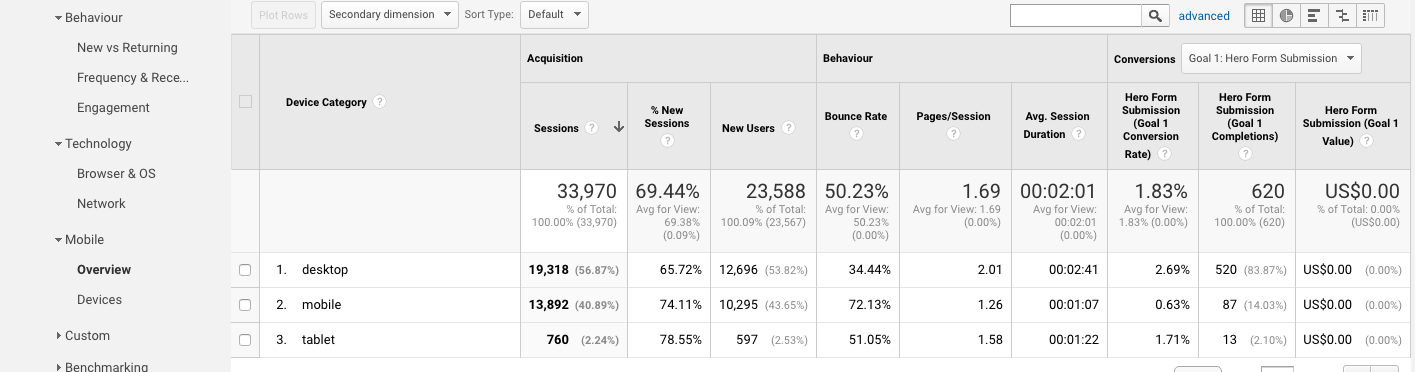 Behaviour
New vs Returning
Frequency & Rece...
Engagement
Technology
Browser & OS
Network
Mobile
Overview
Devices
Custom
Benchmarking
Plot Rows Secondary dimension Sort Type: Default advanced
Acquisition Behaviour Conversions Goal 1: Hero Form Submission
Device Category ?
Sessions ?
% New
Sessions
?
New Users ?
Bounce Rate
?
Pages/Session
?
Avg. Session
Duration ?
Hero Form
Submission
(Goal 1
Conversion
Rate) ?
Hero Form
Submission
(Goal 1
Completions)
?
Hero Form
Submission (Goal 1
Value) ?
33,970
% of Total:
100.00% (33,970)
69.44%
Avg for View:
69.38%
(0.09%)
23,588
% of Total:
100.09% (23,567)
50.23%
Avg for View:
50.23%
(0.00%)
1.69
Avg for View: 1.69
(0.00%)
00:02:01
Avg for View:
00:02:01
(0.00%)
1.83%
Avg for View:
1.83% (0.00%)
620
% of Total:
100.00% (620)
US$0.00
% of Total: 0.00%
(US$0.00)
1. desktop 19,318 (56.87%) 65.72% 12,696 (53.82%) 34.44% 2.01 00:02:41 2.69% 520 (83.87%) US$0.00 (0.00%)
2. mobile 13,892 (40.89%) 74.11% 10,295 (43.65%) 72.13% 1.26 00:01:07 0.63% 87 (14.03%) US$0.00 (0.00%)
3. tablet 760 (2.24%) 78.55% 597 (2.53%) 51.05% 1.58 00:01:22 1.71% 13 (2.10%) US$0.00 (0.00%)